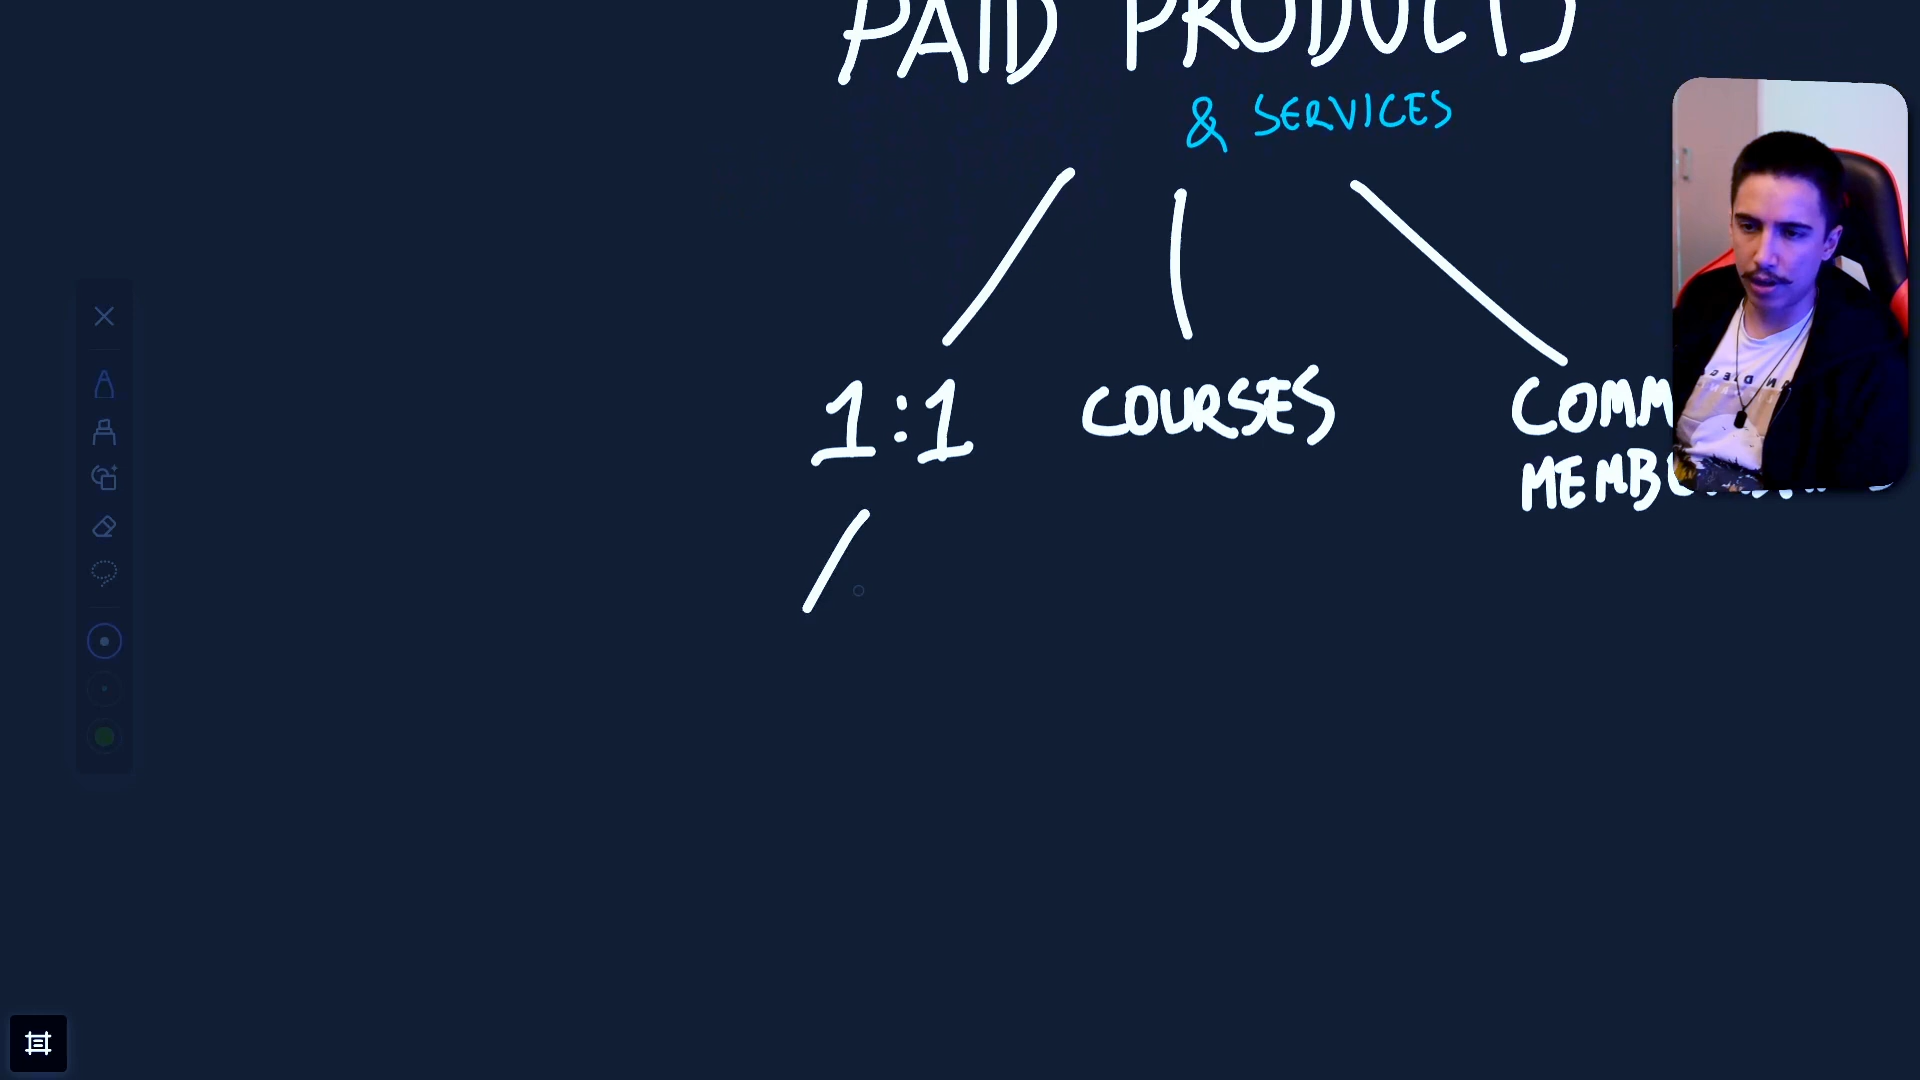 PAID PRODUCTS
& SERVICES
1:1 COURSES COMM
MEMB